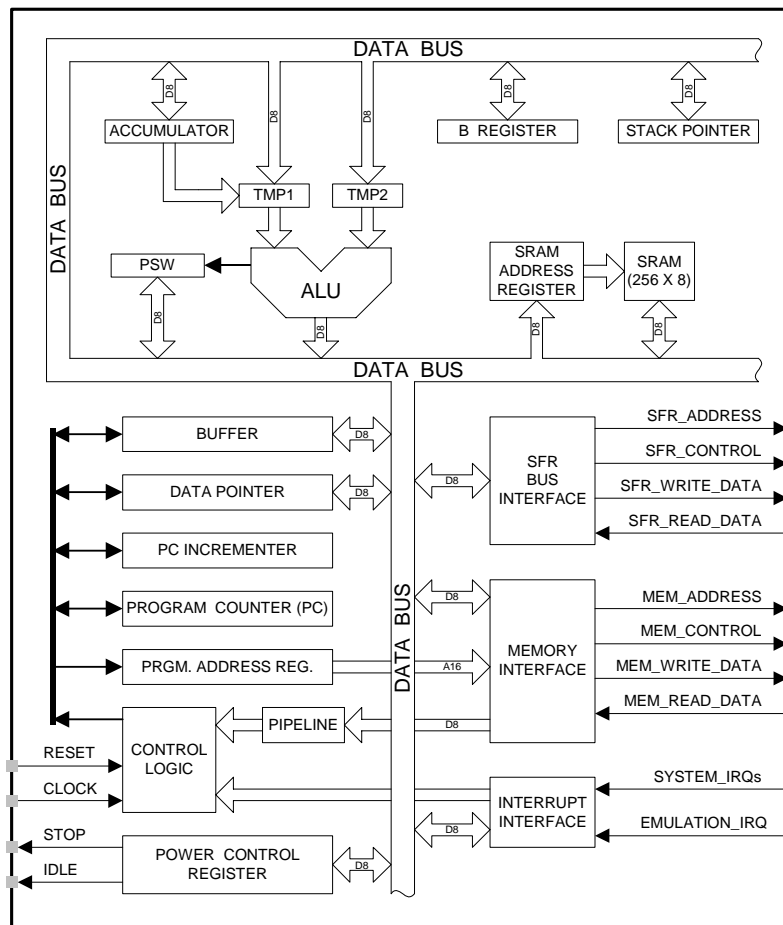 DATA BUS
D8
D8
D8
D8
D8
ACCUMULATOR
B REGISTER
STACK POINTER
DATA BUS
TMP1
TMP2
PSW
ALU
SRAM
ADDRESS
REGISTER
SRAM
(256 X 8)
D8
D8
D8
D8
DATA BUS
BUFFER
D8
DATA POINTER
D8
PC INCREMENTER
PROGRAM COUNTER (PC)
PRGM. ADDRESS REG.
A16
PIPELINE
D8
CONTROL
LOGIC
RESET
CLOCK
STOP
IDLE
POWER CONTROL
REGISTER
D8
DATA BUS
D8
SFR
BUS
INTERFACE
SFR_ADDRESS
SFR_CONTROL
SFR_WRITE_DATA
SFR_READ_DATA
D8
MEMORY
INTERFACE
MEM_ADDRESS
MEM_CONTROL
MEM_WRITE_DATA
MEM_READ_DATA
D8
INTERRUPT
INTERFACE
SYSTEM_IRQs
EMULATION_IRQ